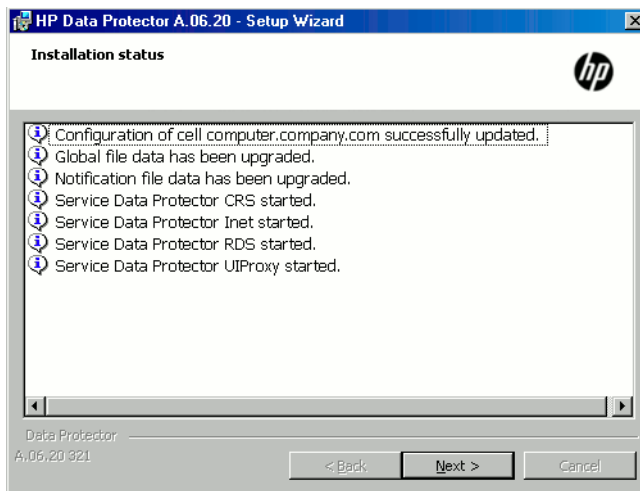 HP Data Protector A.06.20 - Setup Wizard
Installation status
hp
Configuration of cell computer.company.com successfully updated.
Global file data has been upgraded.
Notification file data has been upgraded.
Service Data Protector CRS started.
Service Data Protector Inet started.
Service Data Protector RDS started.
Service Data Protector UIProxy started.
Data Protector
A.06.20 321
< Back
Next >
Cancel